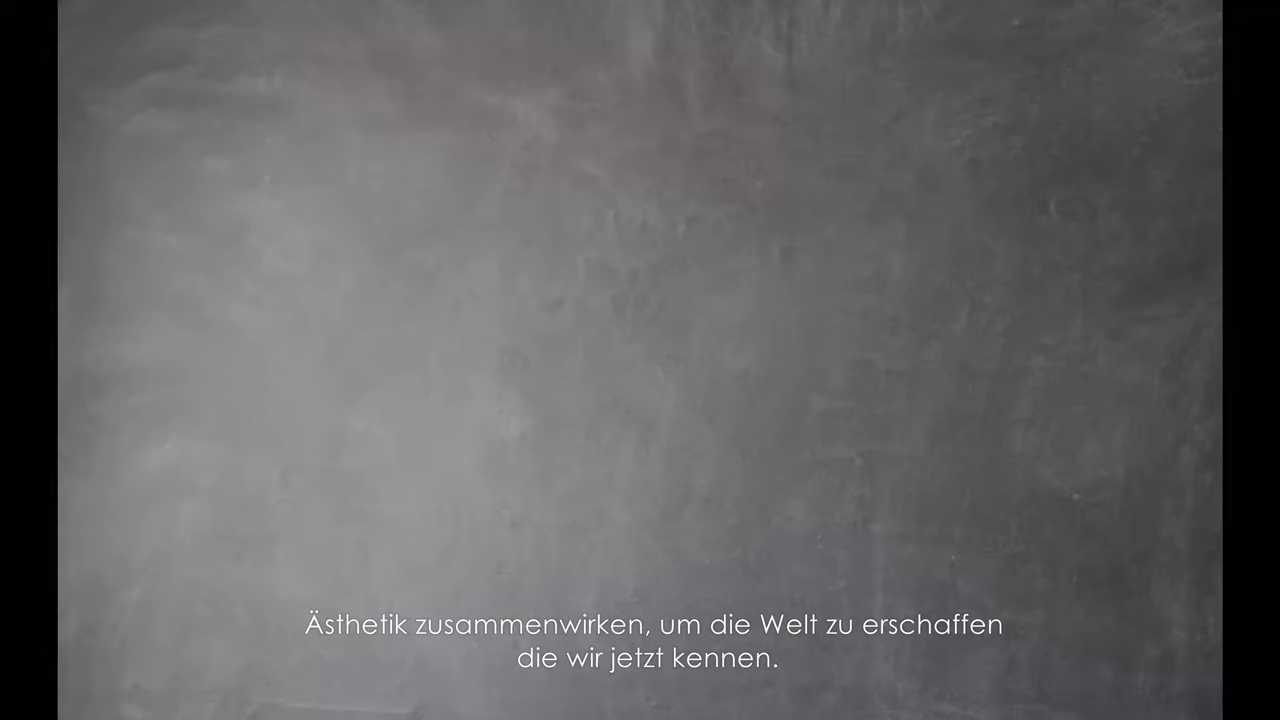 Ästhetik zusammenwirken, um die Welt zu erschaffen
die wir jetzt kennen.